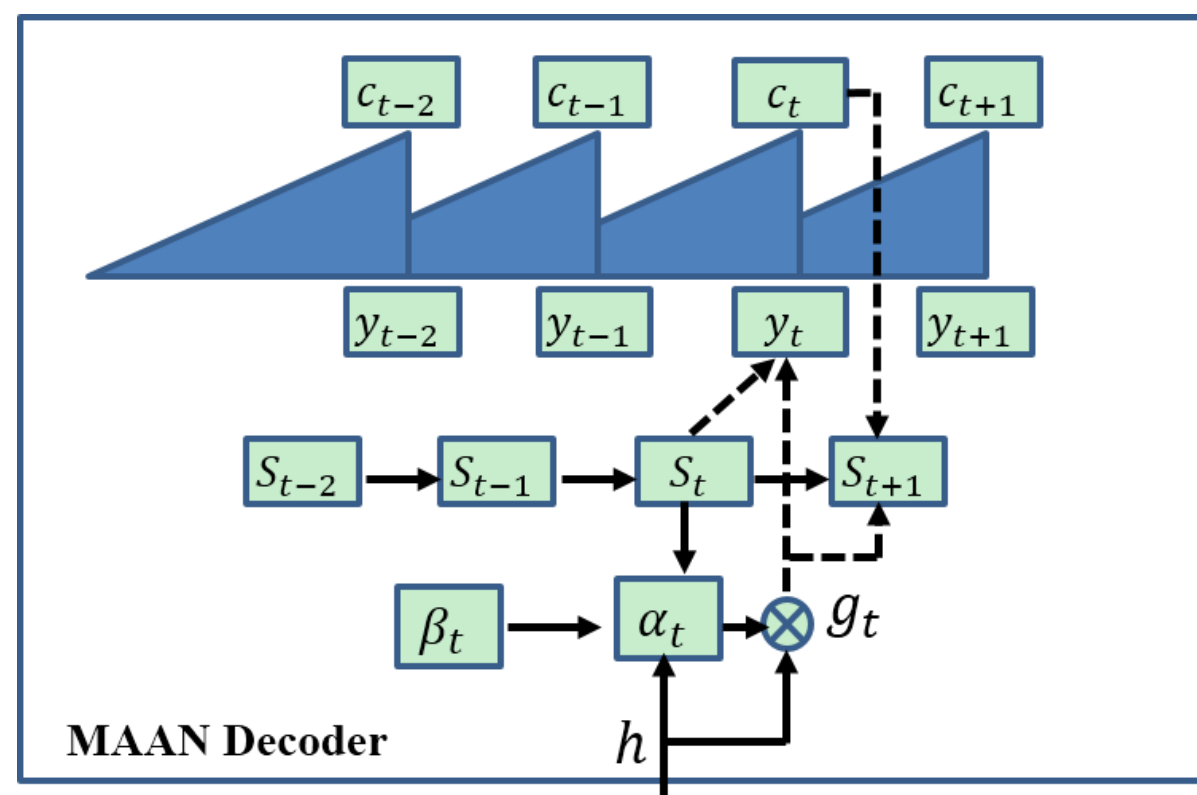 c_{t−2} c_{t−1} c_t c_{t+1}
y_{t−2} y_{t−1} y_t y_{t+1}
S_{t−2} S_{t−1} S_t S_{t+1}
β_t α_t g_t
MAAN Decoder h